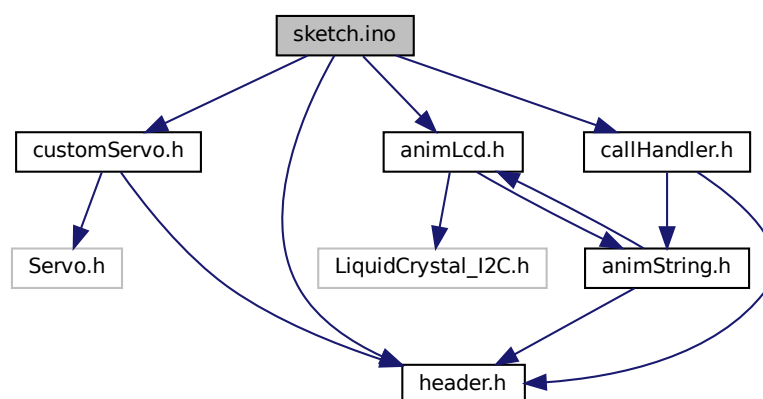 sketch.ino
customServo.h
animLcd.h
callHandler.h
Servo.h
LiquidCrystal_I2C.h
animString.h
header.h